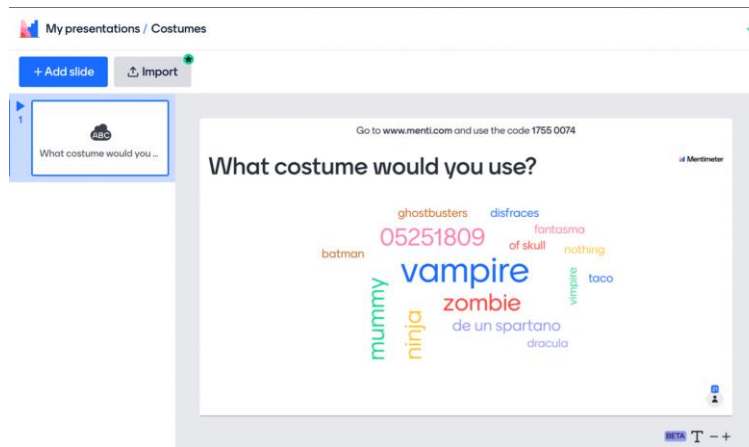 My presentations / Costumes
+ Add slide
Import
1
ABC
What costume would you ...
Go to www.menti.com and use the code 1755 0074
What costume would you use?
Mentimeter
ghostbusters
disfraces
fantasma
05251809
of skull
nothing
batman
vampire
vimpire
taco
zombie
mummy
ninja
de un spartano
dracula
21
BETA T − +